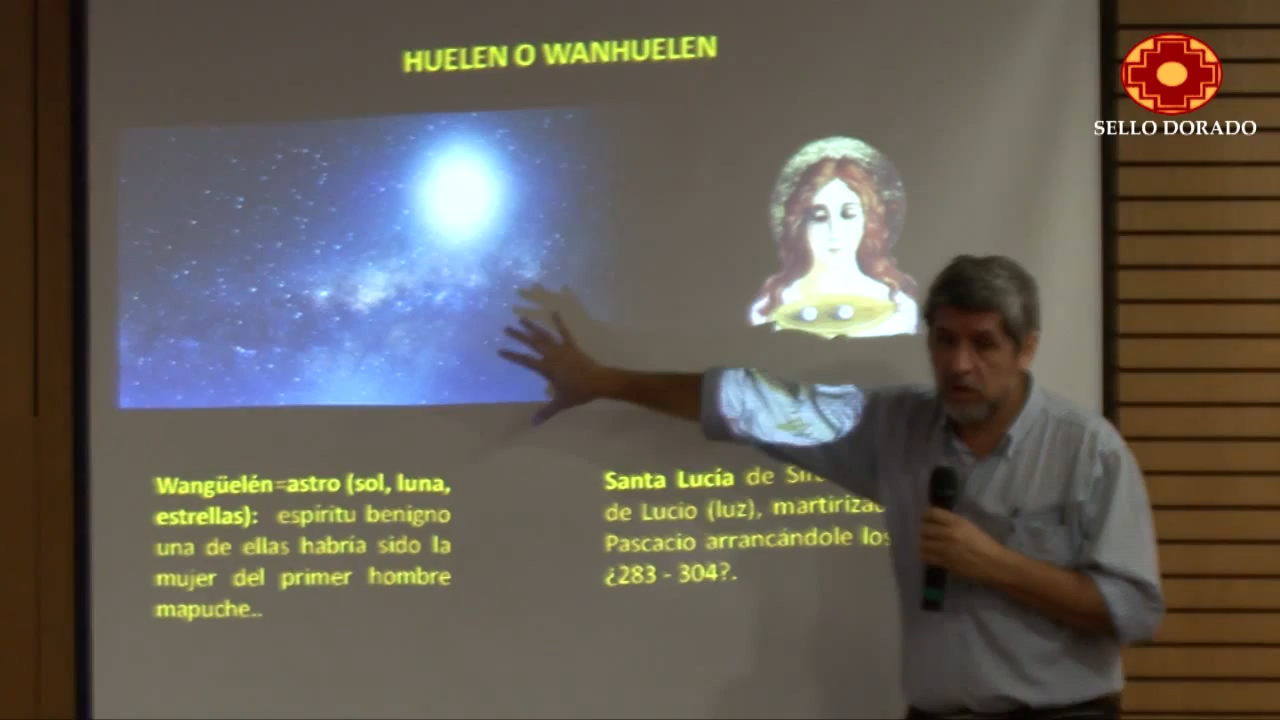 HUELEN O WANHUELEN
SELLO DORADO
Wangüelén=astro (sol, luna,
estrellas): espíritu benigno
una de ellas habría sido la
mujer del primer hombre
mapuche..
Santa Lucía de
de Lucio (luz),
Pascacio arrancándole los
¿283 - 304?.